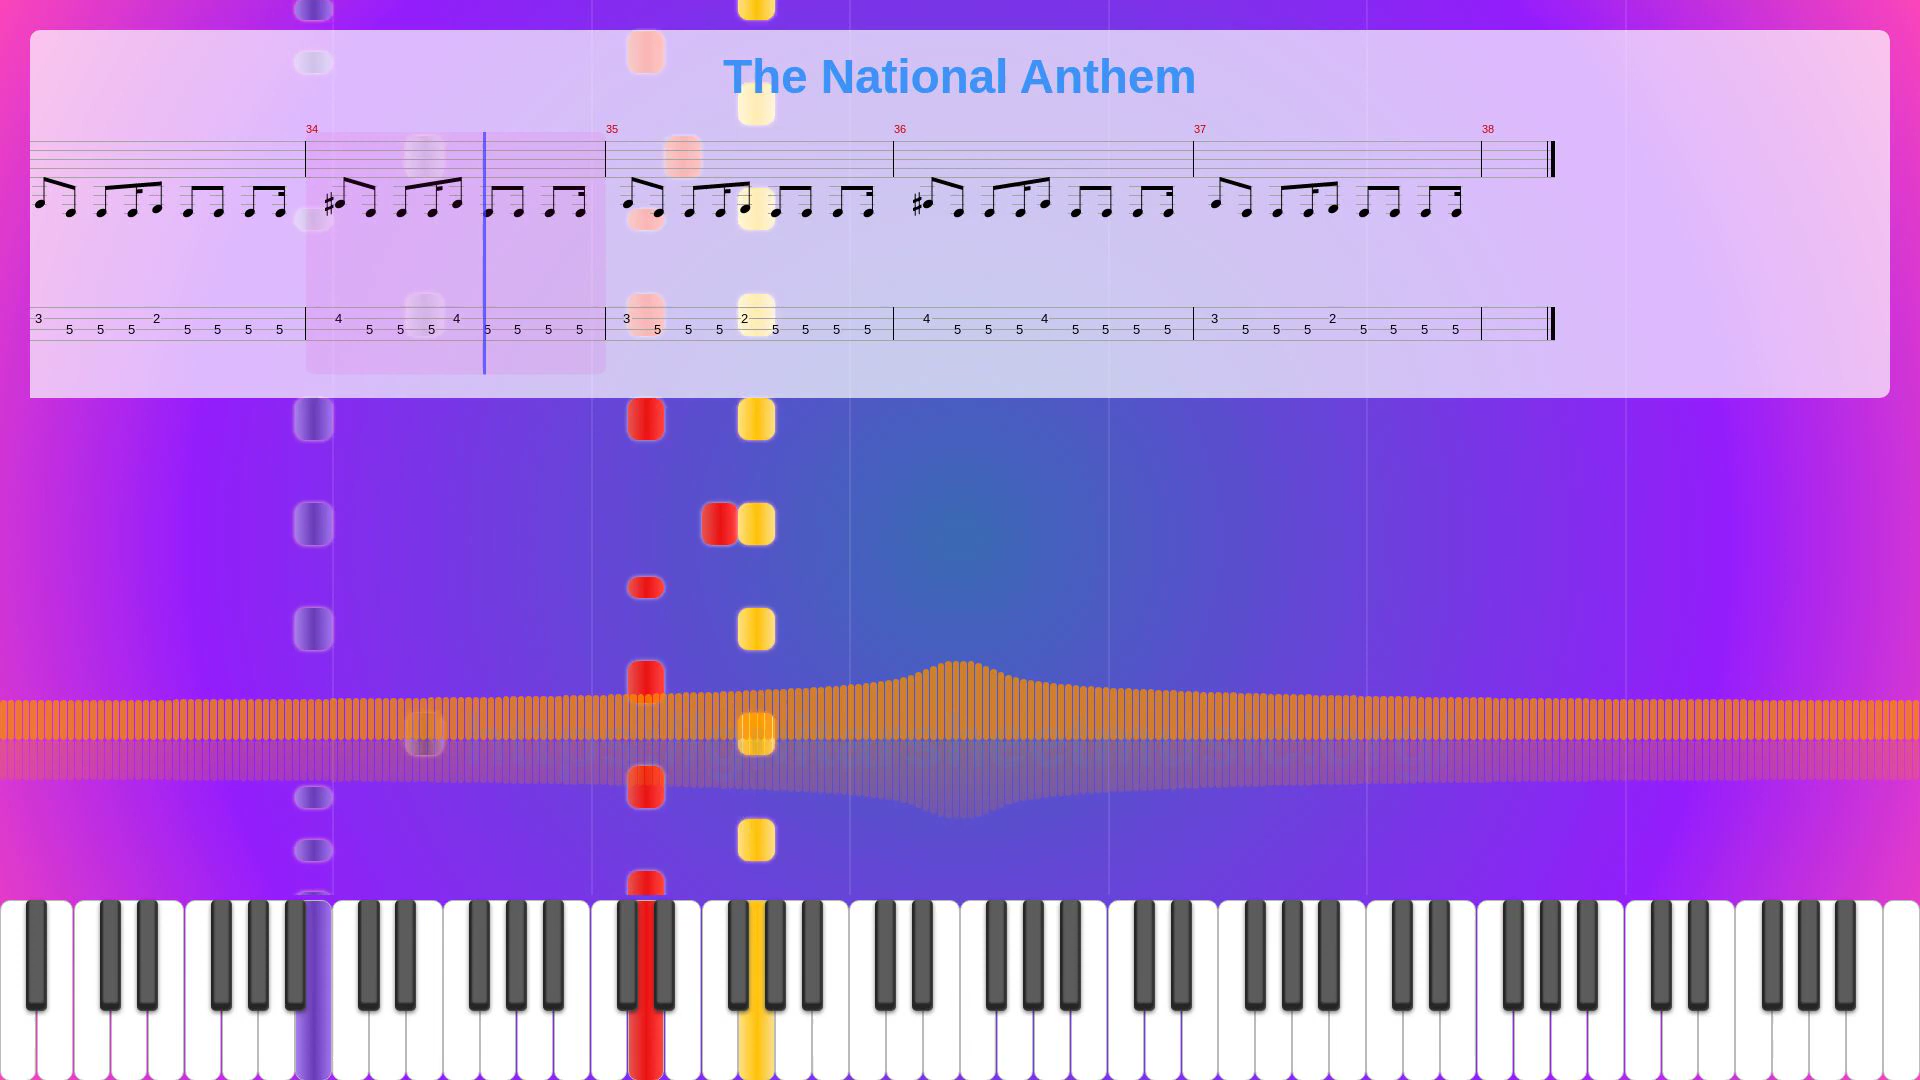 The National Anthem
34 35 36 37 38
3 5 5 5 2 5 5 5 5 4 5 5 5 4 5 5 5 5 3 5 5 5 2 5 5 5 5 4 5 5 5 4 5 5 5 5 3 5 5 5 2 5 5 5 5